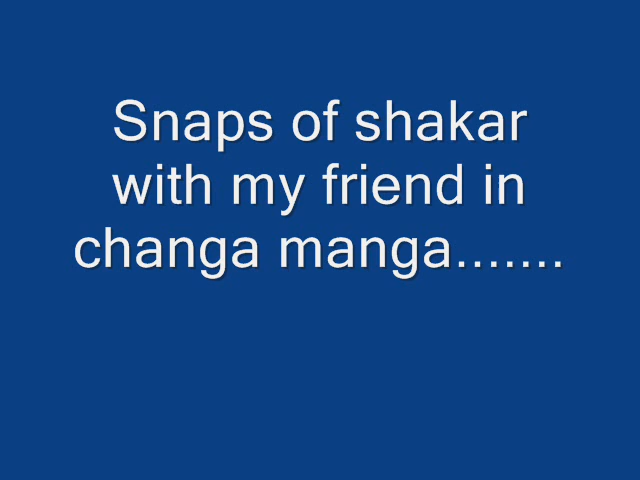 Snaps of shakar
with my friend in
changa manga.......